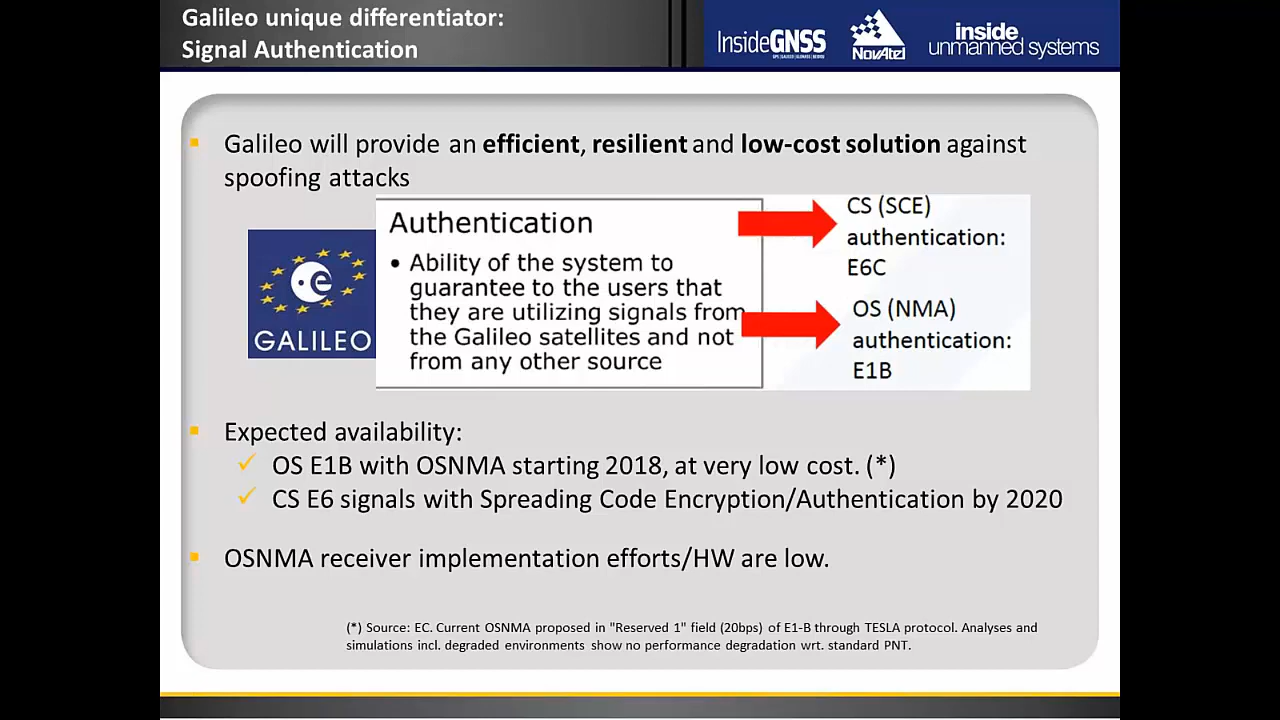 Galileo unique differentiator:
Signal Authentication
InsideGNSS
NovAtel
inside
unmanned systems
Galileo will provide an efficient, resilient and low-cost solution against
spoofing attacks
GALILEO
Authentication
• Ability of the system to
guarantee to the users that
they are utilizing signals from
the Galileo satellites and not
from any other source
CS (SCE)
authentication:
E6C
OS (NMA)
authentication:
E1B
Expected availability:
OS E1B with OSNMA starting 2018, at very low cost. (*)
CS E6 signals with Spreading Code Encryption/Authentication by 2020
OSNMA receiver implementation efforts/HW are low.
(*) Source: EC. Current OSNMA proposed in "Reserved 1" field (20bps) of E1-B through TESLA protocol. Analyses and
simulations incl. degraded environments show no performance degradation wrt. standard PNT.